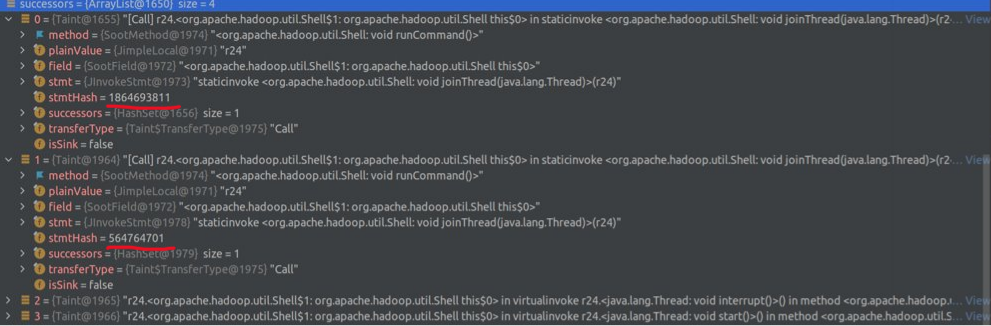 successors = {ArrayList@1650} size = 4
0 = {Taint@1655} "[Call] r24.<org.apache.hadoop.util.Shell$1: org.apache.hadoop.util.Shell this$0> in staticinvoke <org.apache.hadoop.util.Shell: void joinThread(java.lang.Thread)>(r2… View
method = {SootMethod@1974} "<org.apache.hadoop.util.Shell: void runCommand()>"
plainValue = {JimpleLocal@1971} "r24"
field = {SootField@1972} "<org.apache.hadoop.util.Shell$1: org.apache.hadoop.util.Shell this$0>"
stmt = {JInvokeStmt@1973} "staticinvoke <org.apache.hadoop.util.Shell: void joinThread(java.lang.Thread)>(r24)"
stmtHash = 1864693811
successors = {HashSet@1656} size = 1
transferType = {Taint$TransferType@1975} "Call"
isSink = false
1 = {Taint@1964} "[Call] r24.<org.apache.hadoop.util.Shell$1: org.apache.hadoop.util.Shell this$0> in staticinvoke <org.apache.hadoop.util.Shell: void joinThread(java.lang.Thread)>(r2… View
method = {SootMethod@1974} "<org.apache.hadoop.util.Shell: void runCommand()>"
plainValue = {JimpleLocal@1971} "r24"
field = {SootField@1972} "<org.apache.hadoop.util.Shell$1: org.apache.hadoop.util.Shell this$0>"
stmt = {JInvokeStmt@1978} "staticinvoke <org.apache.hadoop.util.Shell: void joinThread(java.lang.Thread)>(r24)"
stmtHash = 564764701
successors = {HashSet@1979} size = 1
transferType = {Taint$TransferType@1975} "Call"
isSink = false
2 = {Taint@1965} "r24.<org.apache.hadoop.util.Shell$1: org.apache.hadoop.util.Shell this$0> in virtualinvoke r24.<java.lang.Thread: void interrupt()>() in method <org.apache.hadoop.u… View
3 = {Taint@1966} "r24.<org.apache.hadoop.util.Shell$1: org.apache.hadoop.util.Shell this$0> in virtualinvoke r24.<java.lang.Thread: void start()>() in method <org.apache.hadoop.util.S… View